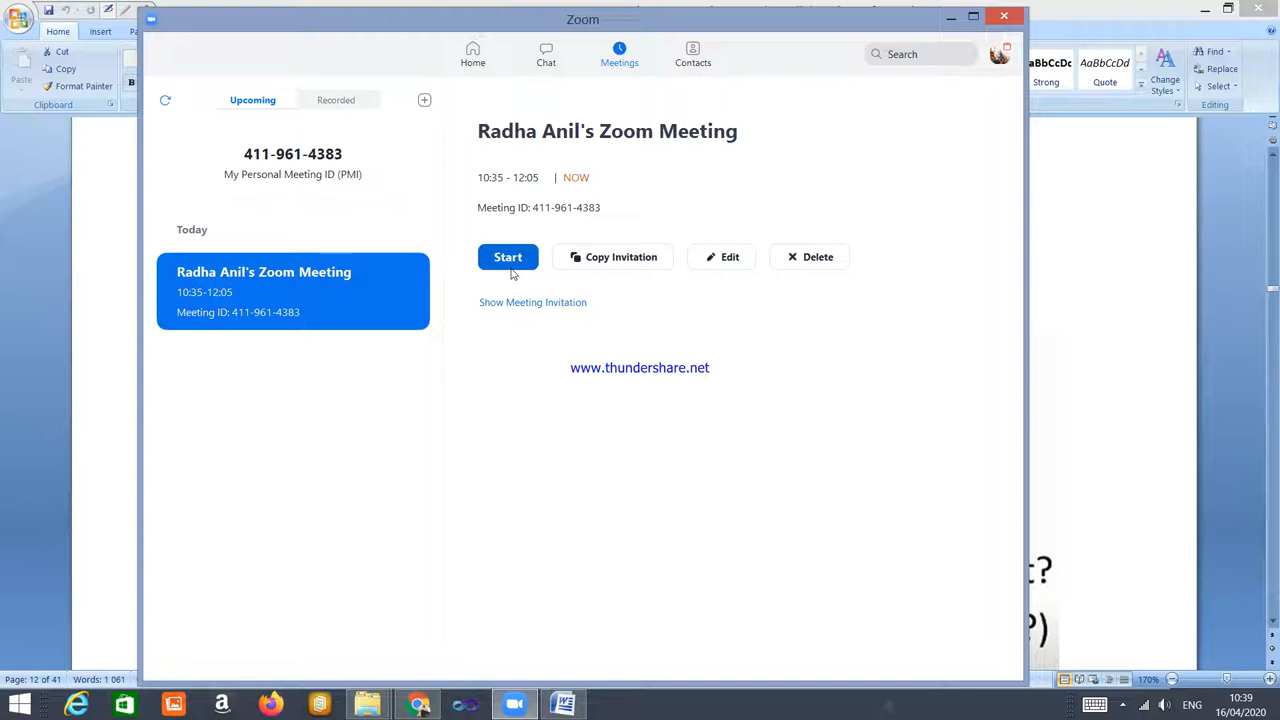 Zoom
Home
Insert
Cut
Paste
Copy
Format Painter
Clipboard
Home
Chat
Meetings
Contacts
Search
AaBbCcDc
AaBbCcDd
Strong
Quote
Change
Styles
Find
Replace
Select
Editing
Upcoming
Recorded
411-961-4383
My Personal Meeting ID (PMI)
Today
Radha Anil's Zoom Meeting
10:35-12:05
Meeting ID: 411-961-4383
Radha Anil's Zoom Meeting
10:35 - 12:05 | NOW
Meeting ID: 411-961-4383
Start
Copy Invitation
Edit
Delete
Show Meeting Invitation
www.thundershare.net
Page: 12 of 41
Words: 1 061
170%
ENG
10:39
16/04/2020